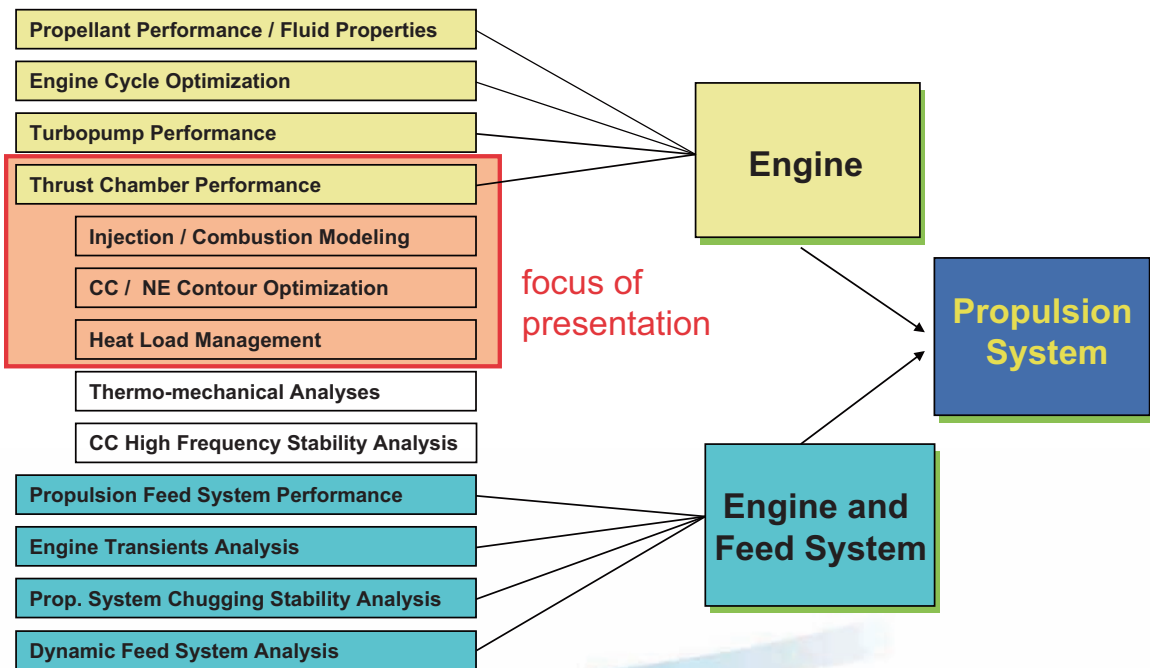 Propellant Performance / Fluid Properties
Engine Cycle Optimization
Turbopump Performance
Thrust Chamber Performance
Injection / Combustion Modeling
CC / NE Contour Optimization
Heat Load Management
Thermo-mechanical Analyses
CC High Frequency Stability Analysis
Propulsion Feed System Performance
Engine Transients Analysis
Prop. System Chugging Stability Analysis
Dynamic Feed System Analysis
focus of
presentation
Engine
Engine and
Feed System
Propulsion
System